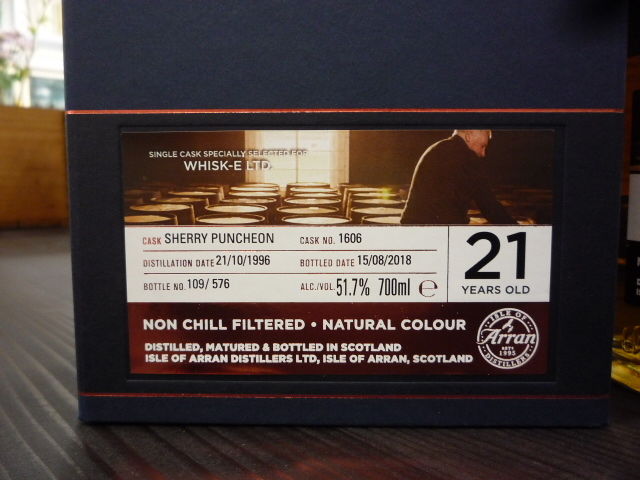 SINGLE CASK SPECIALLY SELECTED FOR
WHISK-E LTD.
CASK SHERRY PUNCHEON
CASK NO. 1606
DISTILLATION DATE 21/10/1996
BOTTLED DATE 15/08/2018
BOTTLE NO. 109/576
ALC./VOL. 51.7% 700ml ℮
21
YEARS OLD
NON CHILL FILTERED • NATURAL COLOUR
DISTILLED, MATURED & BOTTLED IN SCOTLAND
ISLE OF ARRAN DISTILLERS LTD, ISLE OF ARRAN, SCOTLAND
ISLE OF
Arran
ESTD
1995
DISTILLERS